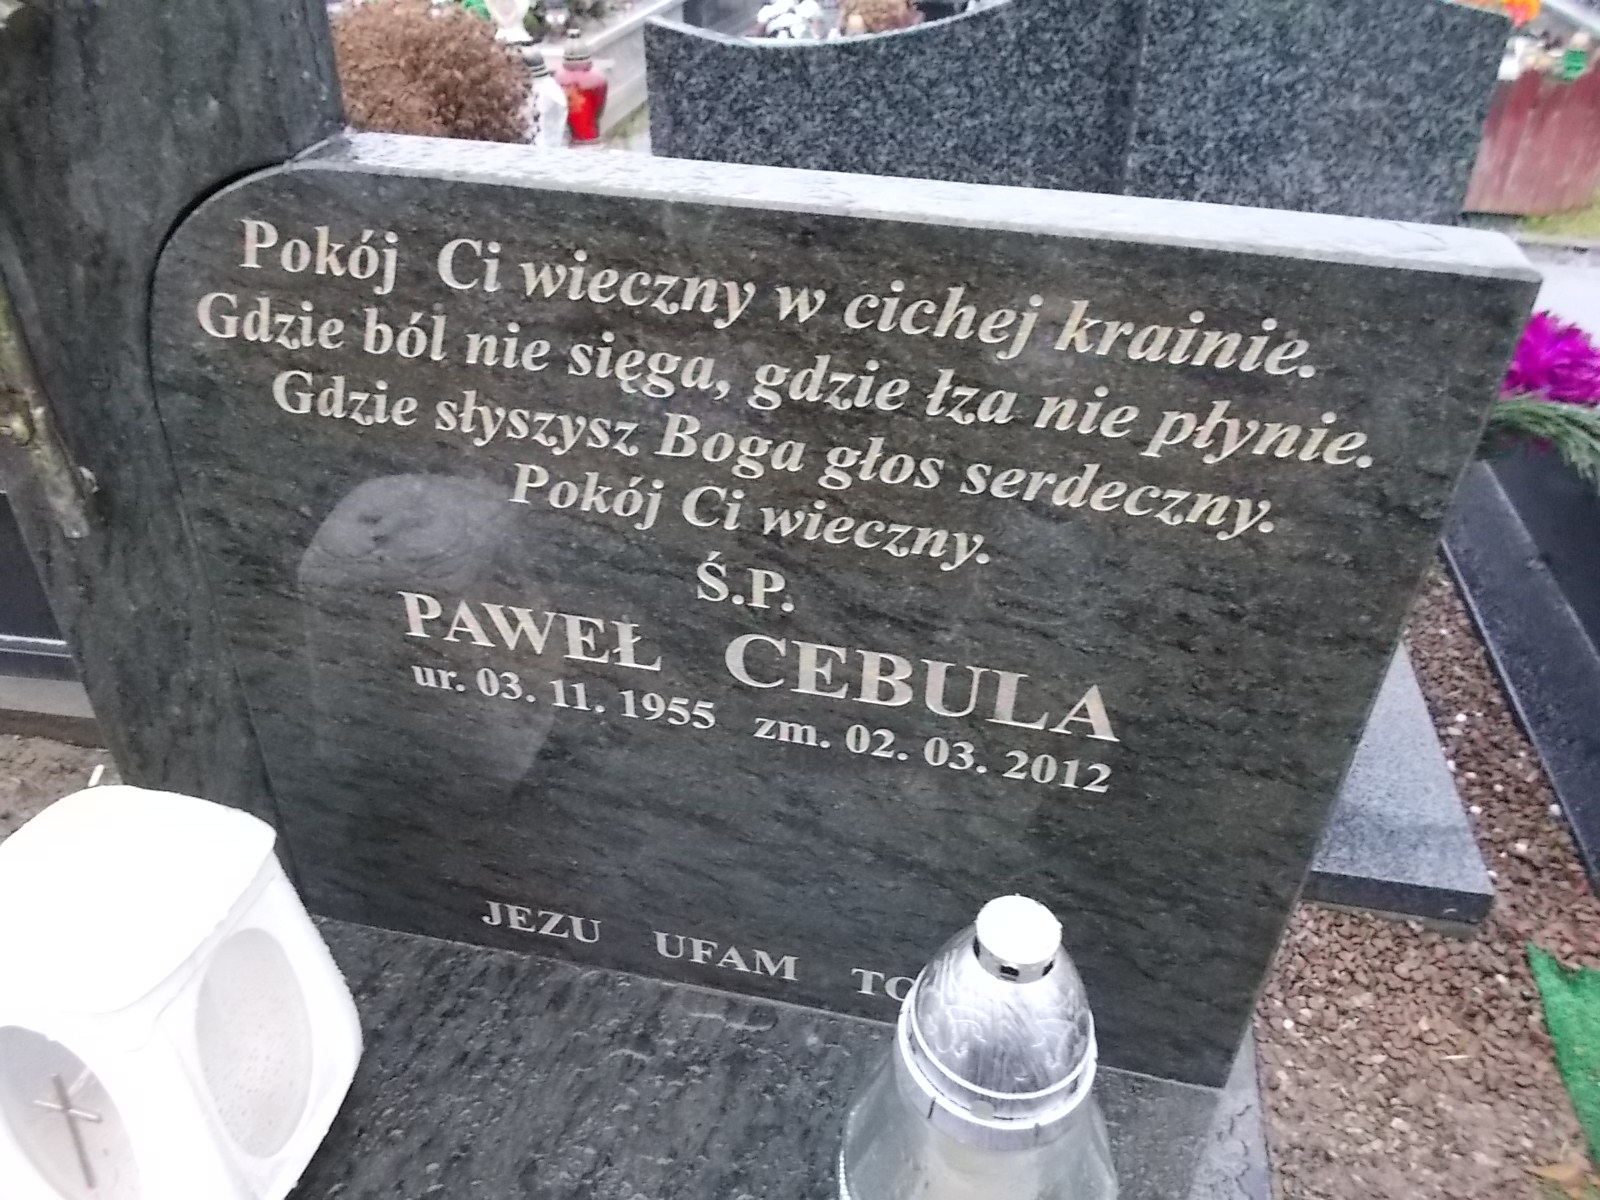 Pokój Ci wieczny w cichej krainie.
Gdzie ból nie sięga, gdzie łza nie płynie.
Gdzie słyszysz Boga głos serdeczny.
Pokój Ci wieczny.
Ś.P.
PAWEŁ CEBULA
ur. 03. 11. 1955 zm. 02. 03. 2012
JEZU UFAM